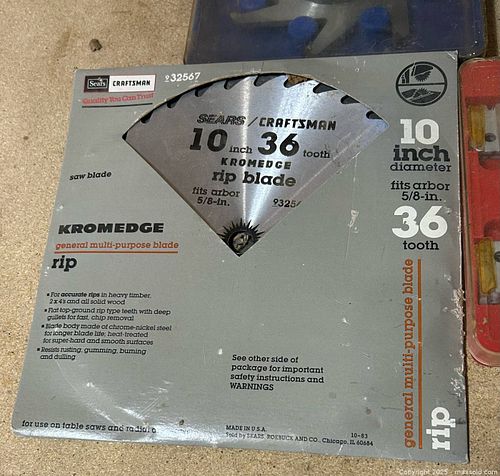 Sears
CRAFTSMAN
932567
Quality You Can Trust
SEARS / CRAFTSMAN
10 inch 36 tooth
KROMEDGE
rip blade
fits arbor
5/8-in.
9325
saw blade
KROMEDGE
general multi-purpose blade
rip
• For accurate rips in heavy timber,
2 x 4's and all solid wood
• Flat top-ground rip type teeth with deep
gullets for fast, chip removal
• Blade body made of chrome-nickel steel
for longer blade life; heat-treated
for super-hard and smooth surfaces
• Resists rusting, gumming, burning
and dulling
See other side of
package for important
safety instructions and
WARNINGS
for use on table saws and radial
MADE IN U.S.A.
Sold by SEARS, ROEBUCK AND CO., Chicago, IL 60684
10-83
10
inch
diameter
fits arbor
5/8-in.
36
tooth
general multi-purpose blade
rip